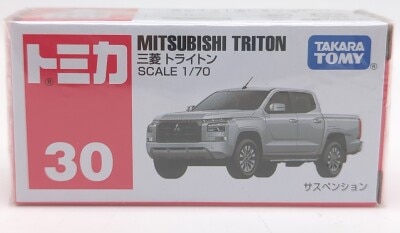 トミカ
30
MITSUBISHI TRITON
三菱 トライトン
SCALE 1/70
TAKARA
TOMY
サスペンション